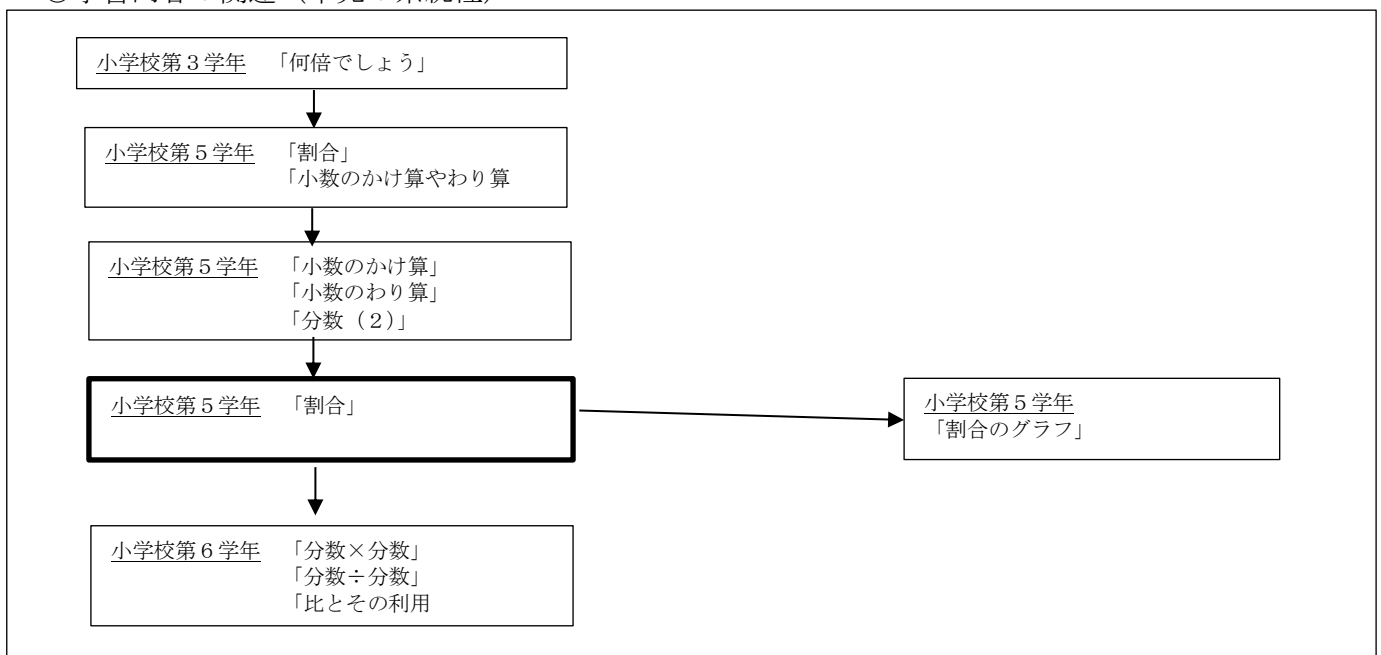 小学校第３学年 「何倍でしょう」
小学校第５学年 「割合」
「小数のかけ算やわり算
小学校第５学年 「小数のかけ算」
「小数のわり算」
「分数（２）」
小学校第５学年 「割合」
小学校第５学年
「割合のグラフ」
小学校第６学年 「分数×分数」
「分数÷分数」
「比とその利用